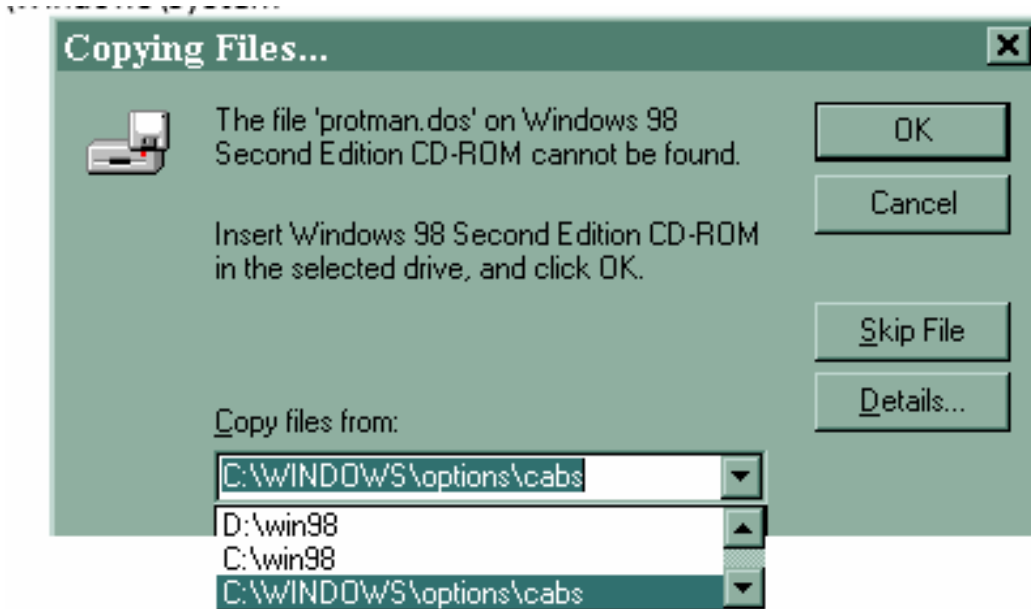 Copying Files...
The file 'protman.dos' on Windows 98
Second Edition CD-ROM cannot be found.
Insert Windows 98 Second Edition CD-ROM
in the selected drive, and click OK.
OK
Cancel
Skip File
Details...
Copy files from:
C:\WINDOWS\options\cabs
D:\win98
C:\win98
C:\WINDOWS\options\cabs